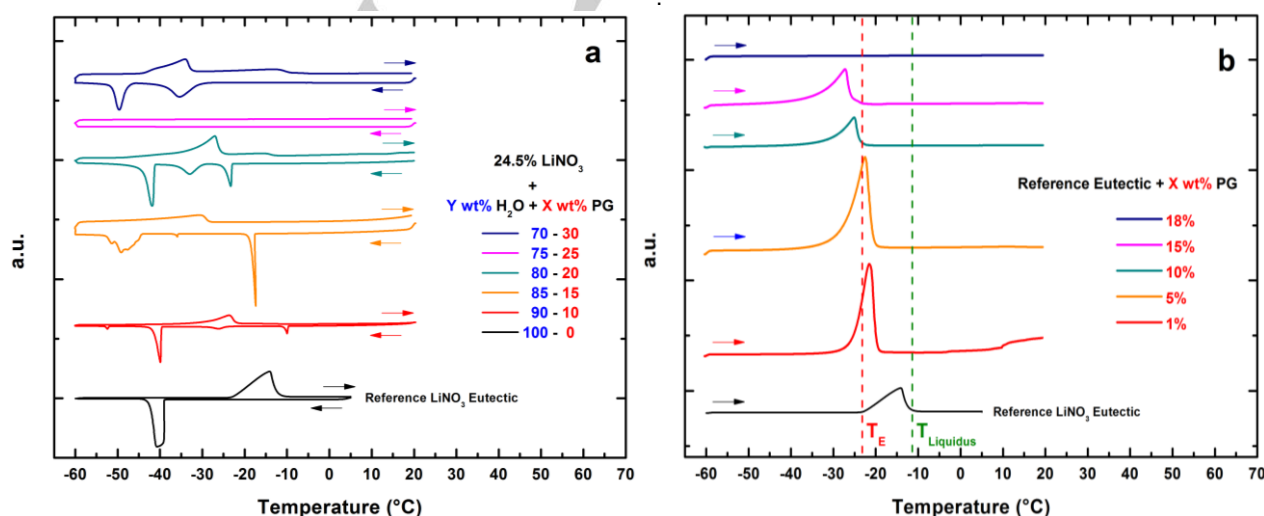 a
24.5% LiNO3
+
Y wt% H2O + X wt% PG
70 - 30
75 - 25
80 - 20
85 - 15
90 - 10
100 - 0
Reference LiNO3 Eutectic
a.u.
-60 -50 -40 -30 -20 -10 0 10 20 30 40 50 60 70
Temperature (°C)
b
Reference Eutectic + X wt% PG
18%
15%
10%
5%
1%
Reference LiNO3 Eutectic
TE
TLiquidus
a.u.
-60 -50 -40 -30 -20 -10 0 10 20 30 40 50 60 70
Temperature (°C)